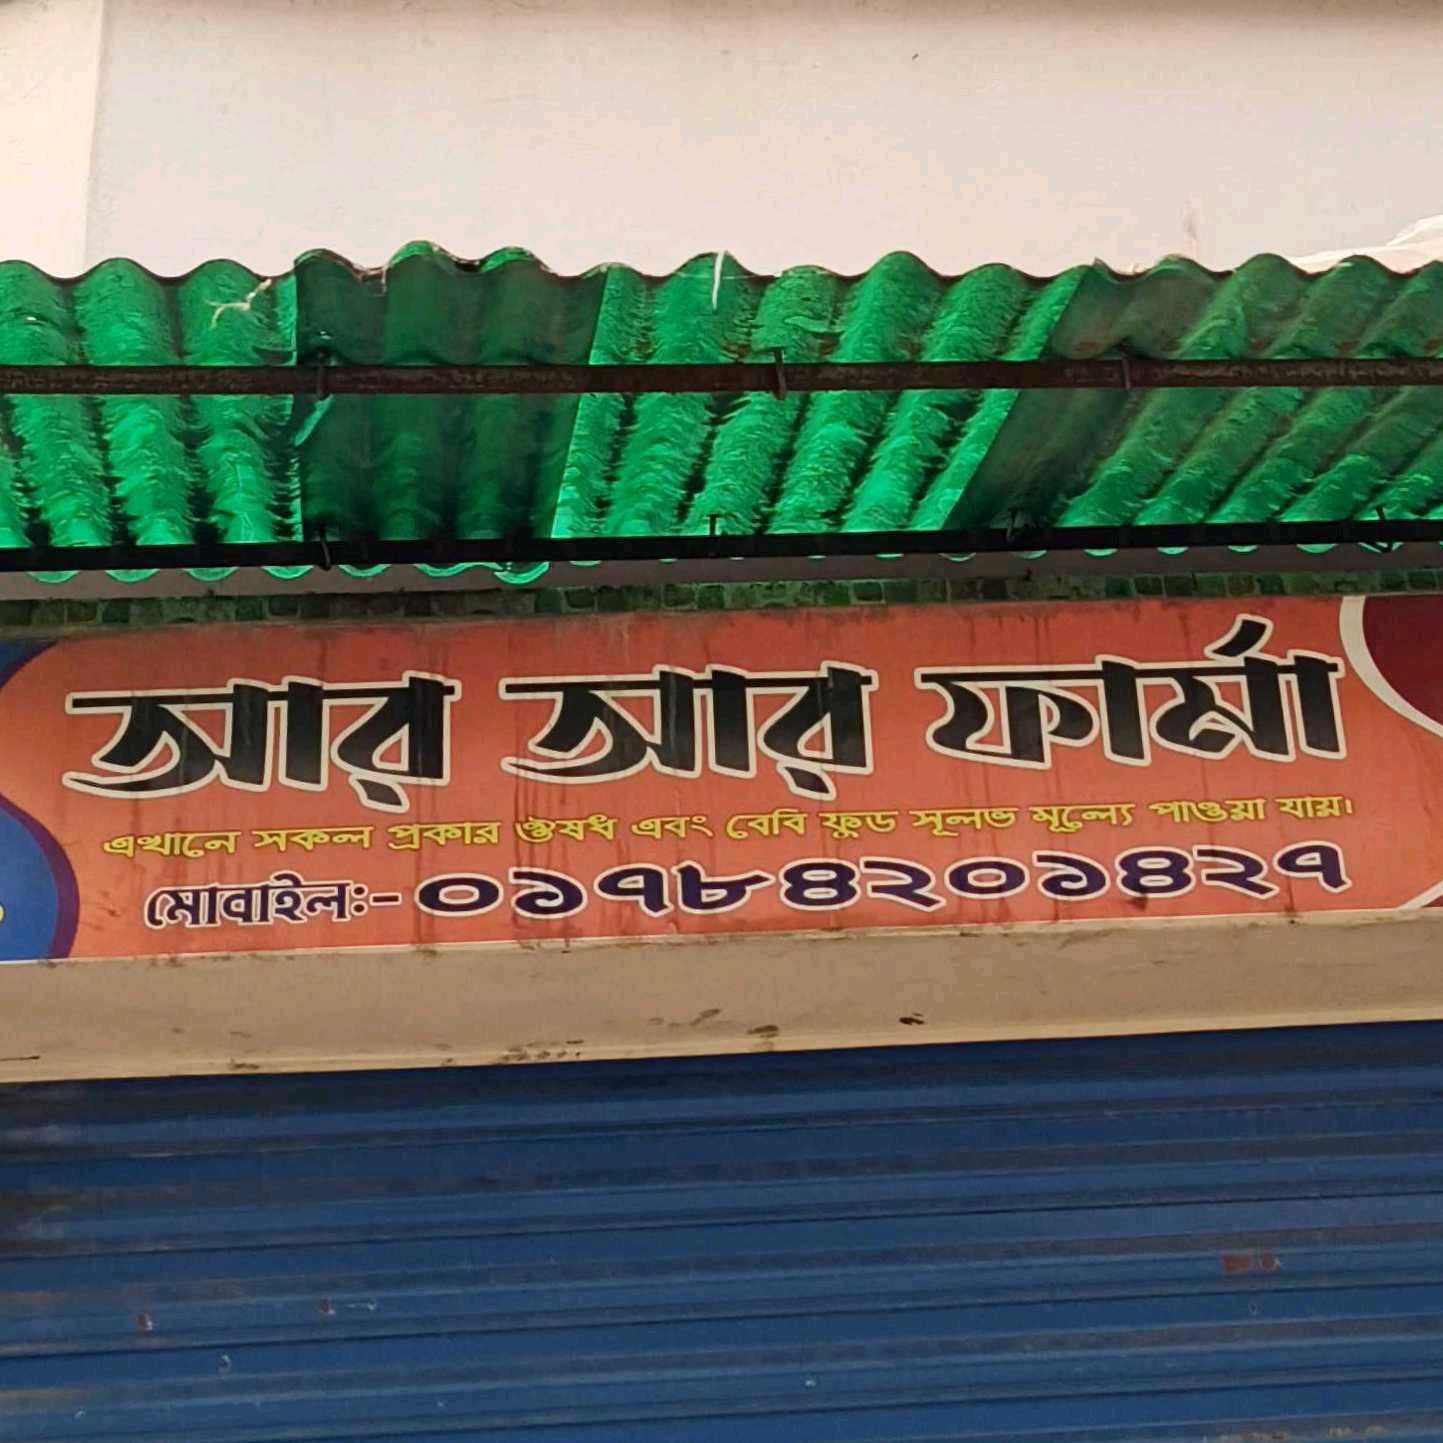 আর আর ফার্মা
এখানে সকল প্রকার ঔষধ এবং বেবি ফুড সূলভ মূল্যে পাওয়া যায়।
মোবাইল:- ০১৭৮৪২০১৪২৭